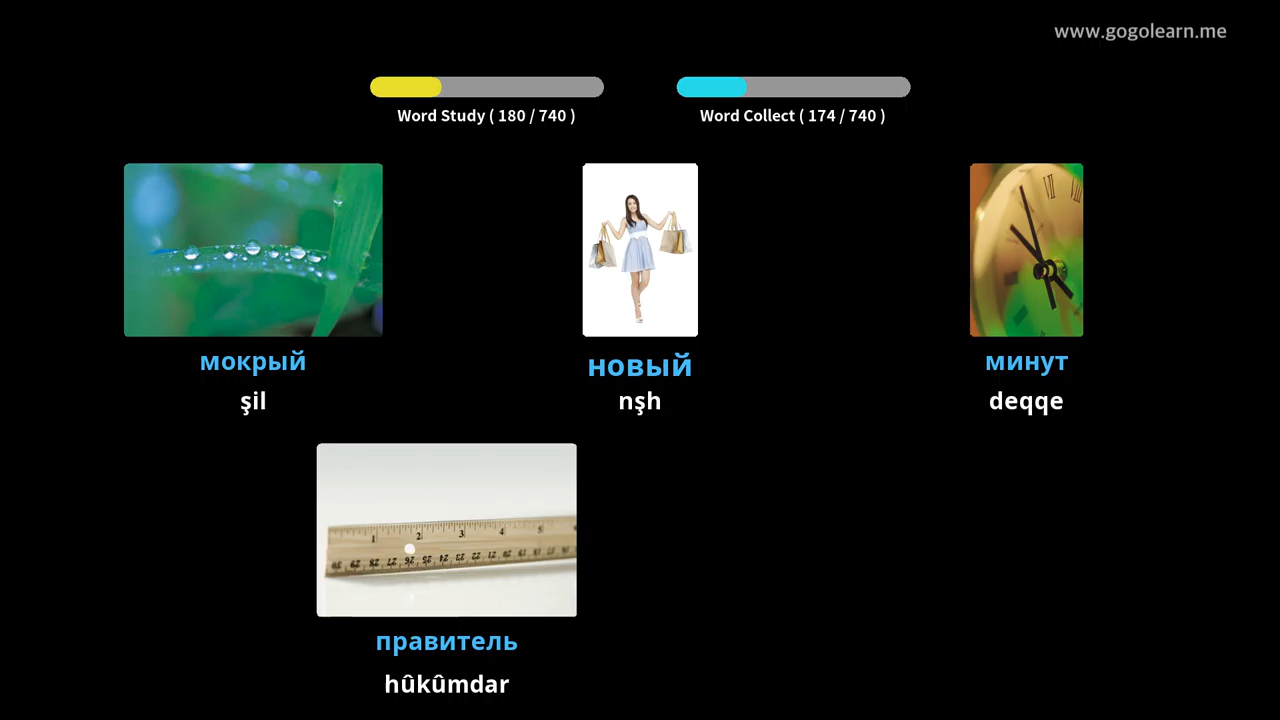 www.gogolearn.me
Word Study ( 180 / 740 )
Word Collect ( 174 / 740 )
мокрый
новый
минут
şil
nşh
deqqe
правитель
hûkûmdar